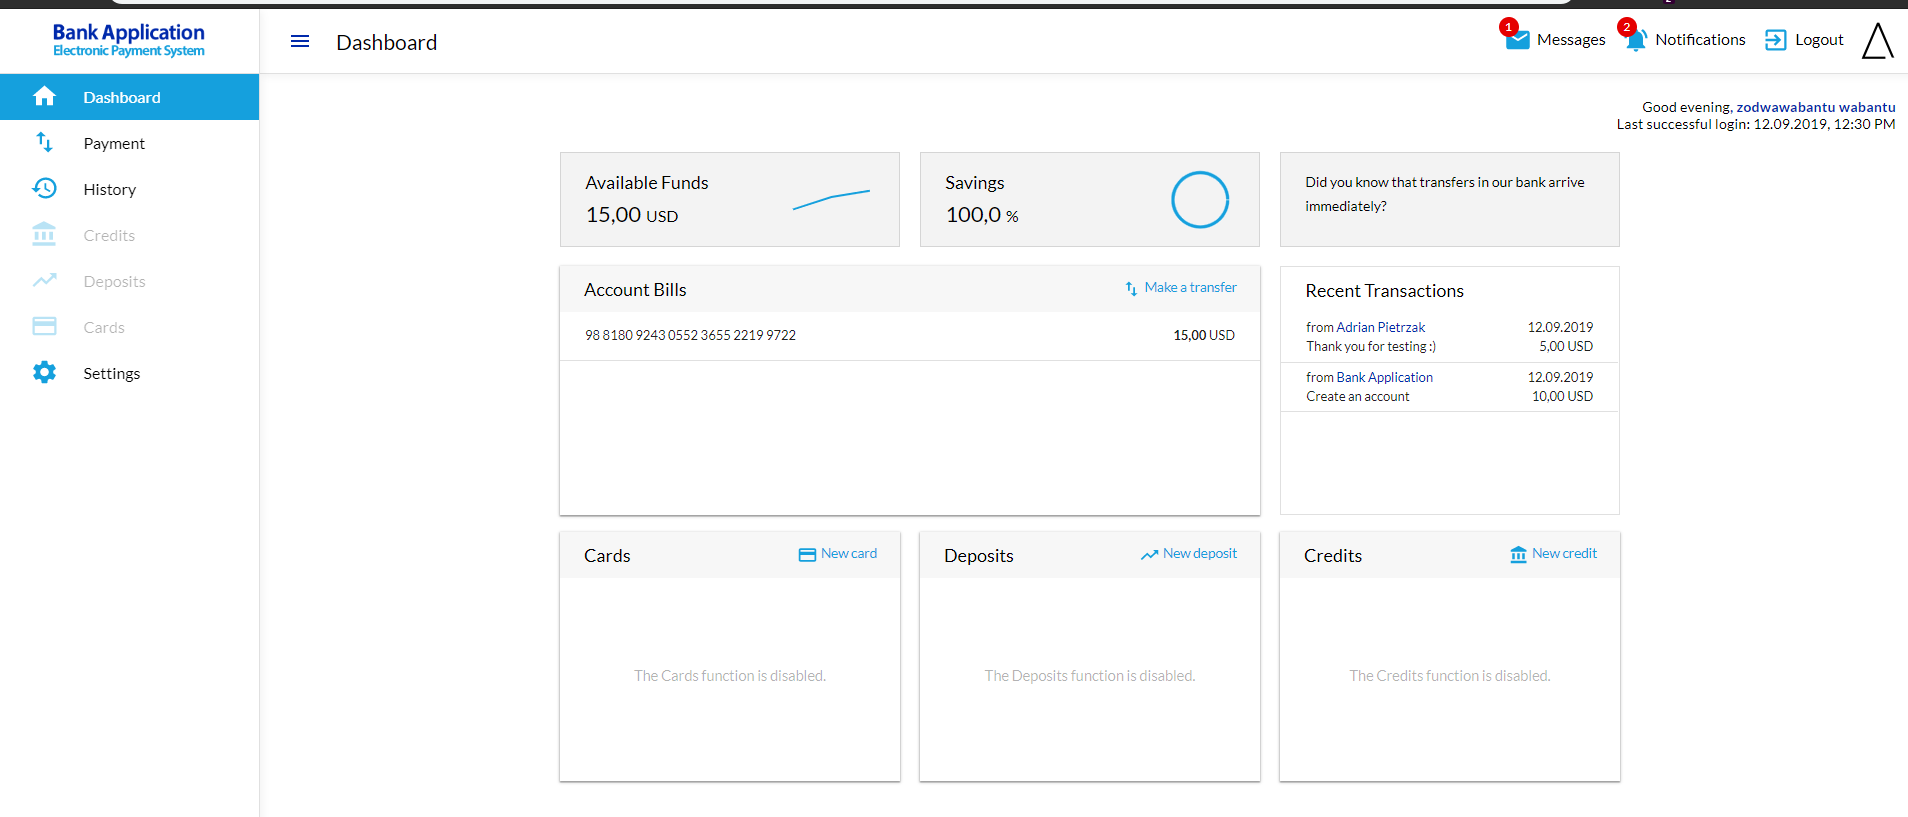 Bank Application
Electronic Payment System
Dashboard
1
Messages
2
Notifications
Logout
Dashboard
Payment
History
Credits
Deposits
Cards
Settings
Good evening, zodwawabantu wabantu
Last successful login: 12.09.2019, 12:30 PM
Available Funds
15,00 USD
Savings
100,0 %
Did you know that transfers in our bank arrive
immediately?
Account Bills
Make a transfer
98 8180 9243 0552 3655 2219 9722
15,00 USD
Recent Transactions
from Adrian Pietrzak 12.09.2019
Thank you for testing :) 5,00 USD
from Bank Application 12.09.2019
Create an account 10,00 USD
Cards
New card
The Cards function is disabled.
Deposits
New deposit
The Deposits function is disabled.
Credits
New credit
The Credits function is disabled.